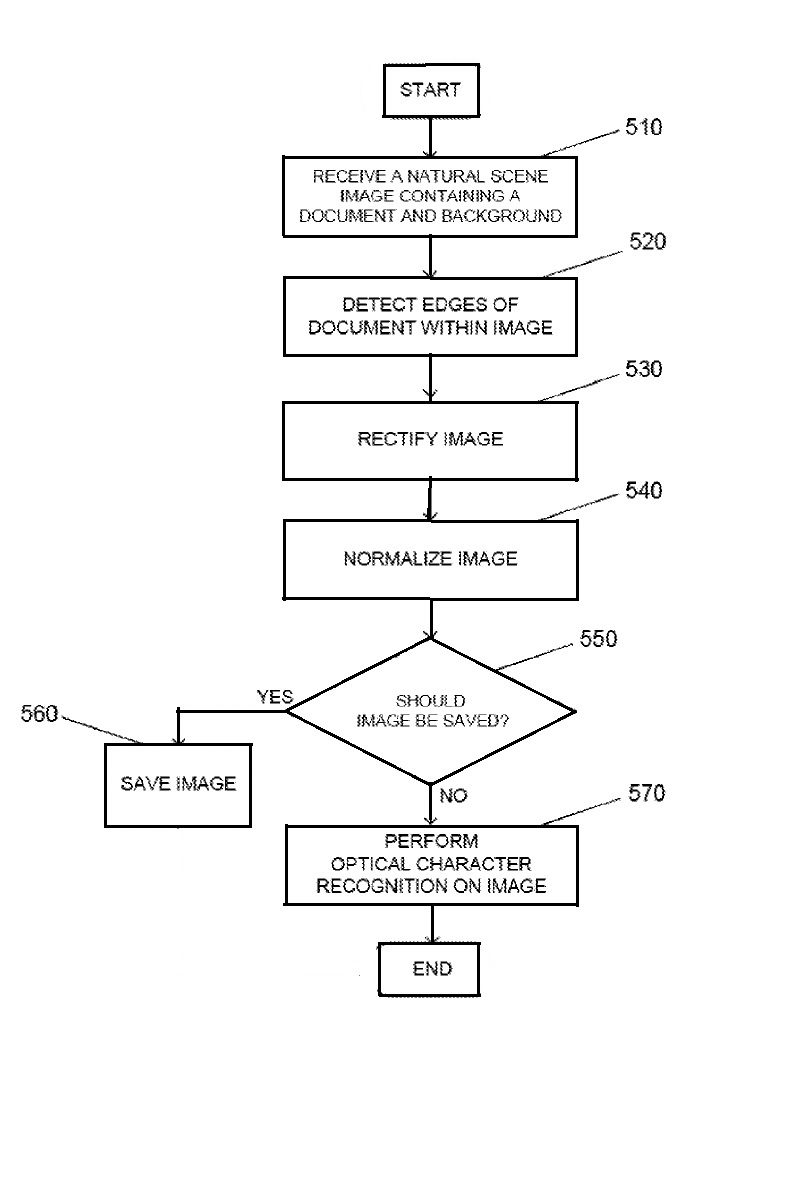 START
510
RECEIVE A NATURAL SCENE
IMAGE CONTAINING A
DOCUMENT AND BACKGROUND
520
DETECT EDGES OF
DOCUMENT WITHIN IMAGE
530
RECTIFY IMAGE
540
NORMALIZE IMAGE
550
SHOULD
IMAGE BE SAVED?
YES
560
SAVE IMAGE
NO
570
PERFORM
OPTICAL CHARACTER
RECOGNITION ON IMAGE
END